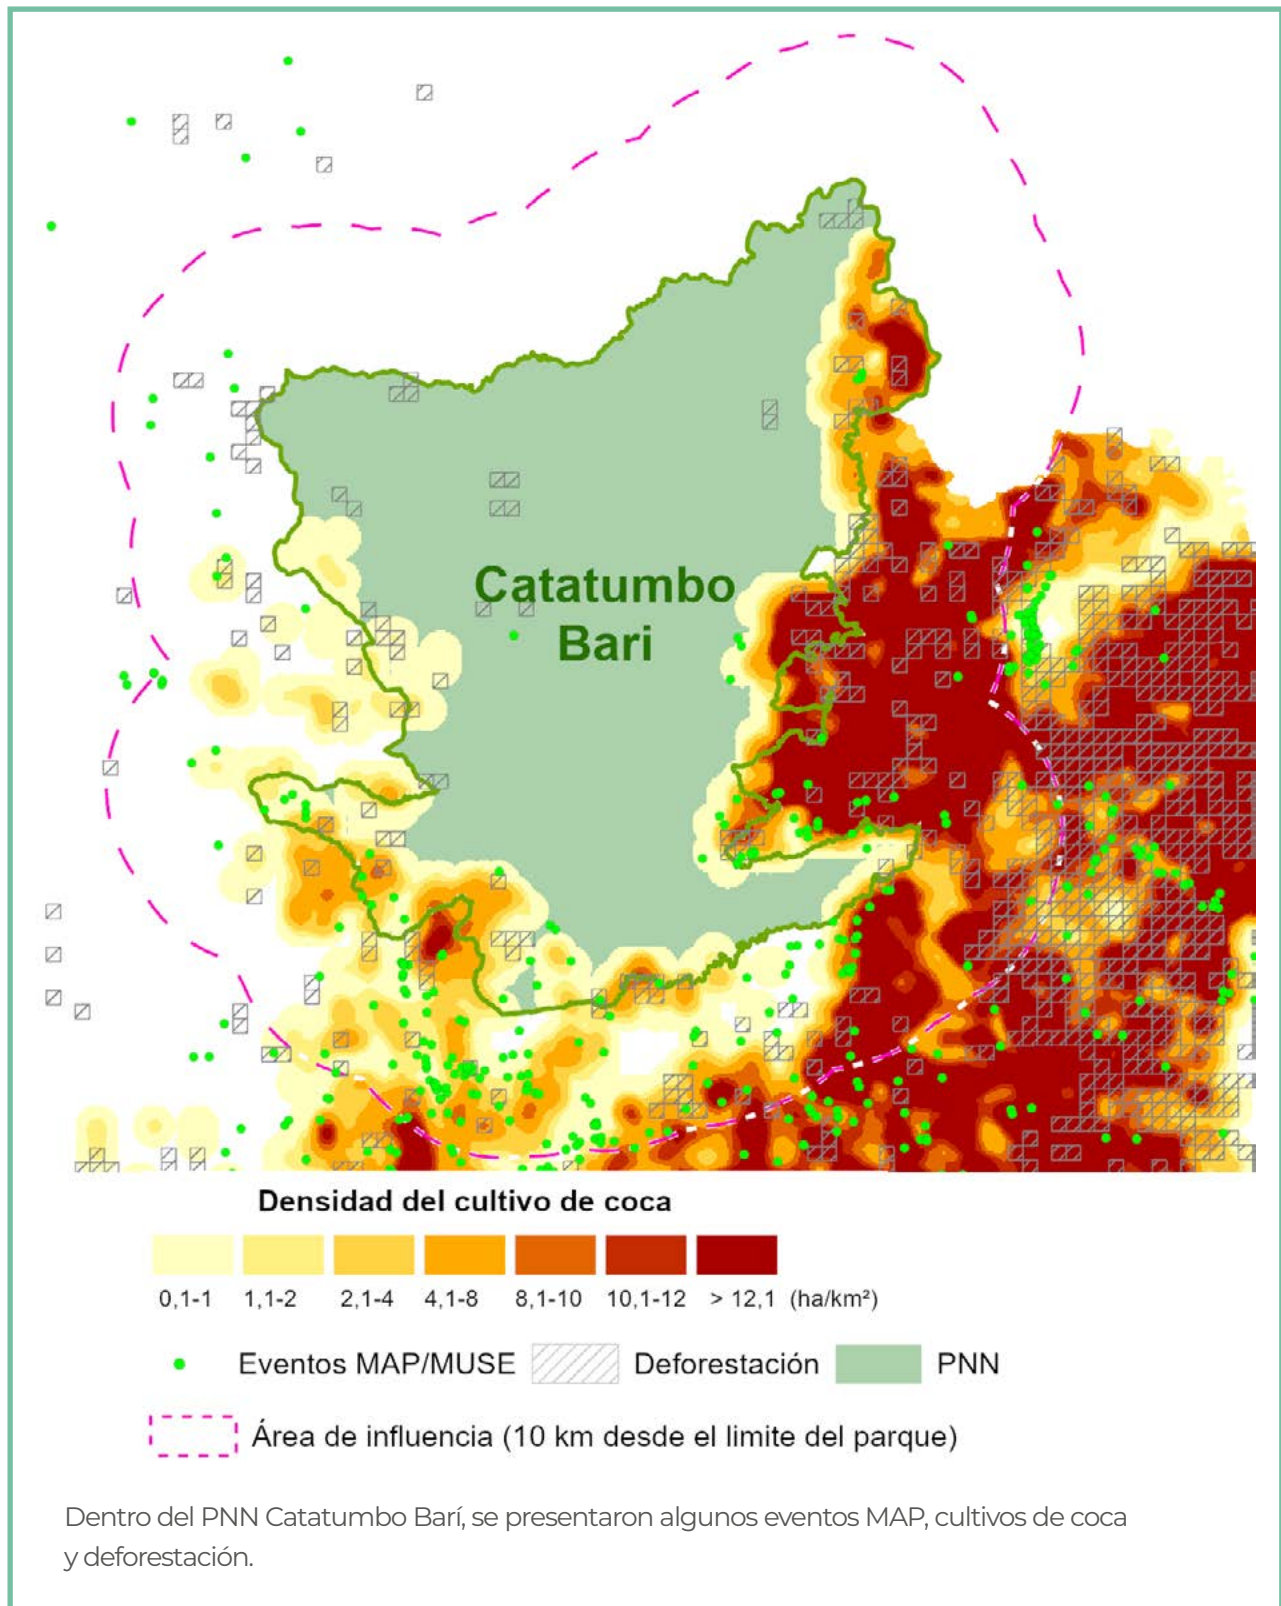 Catatumbo
Bari
Densidad del cultivo de coca
0,1-1 1,1-2 2,1-4 4,1-8 8,1-10 10,1-12 > 12,1 (ha/km²)
Eventos MAP/MUSE Deforestación PNN
Área de influencia (10 km desde el limite del parque)
Dentro del PNN Catatumbo Barí, se presentaron algunos eventos MAP, cultivos de coca
y deforestación.